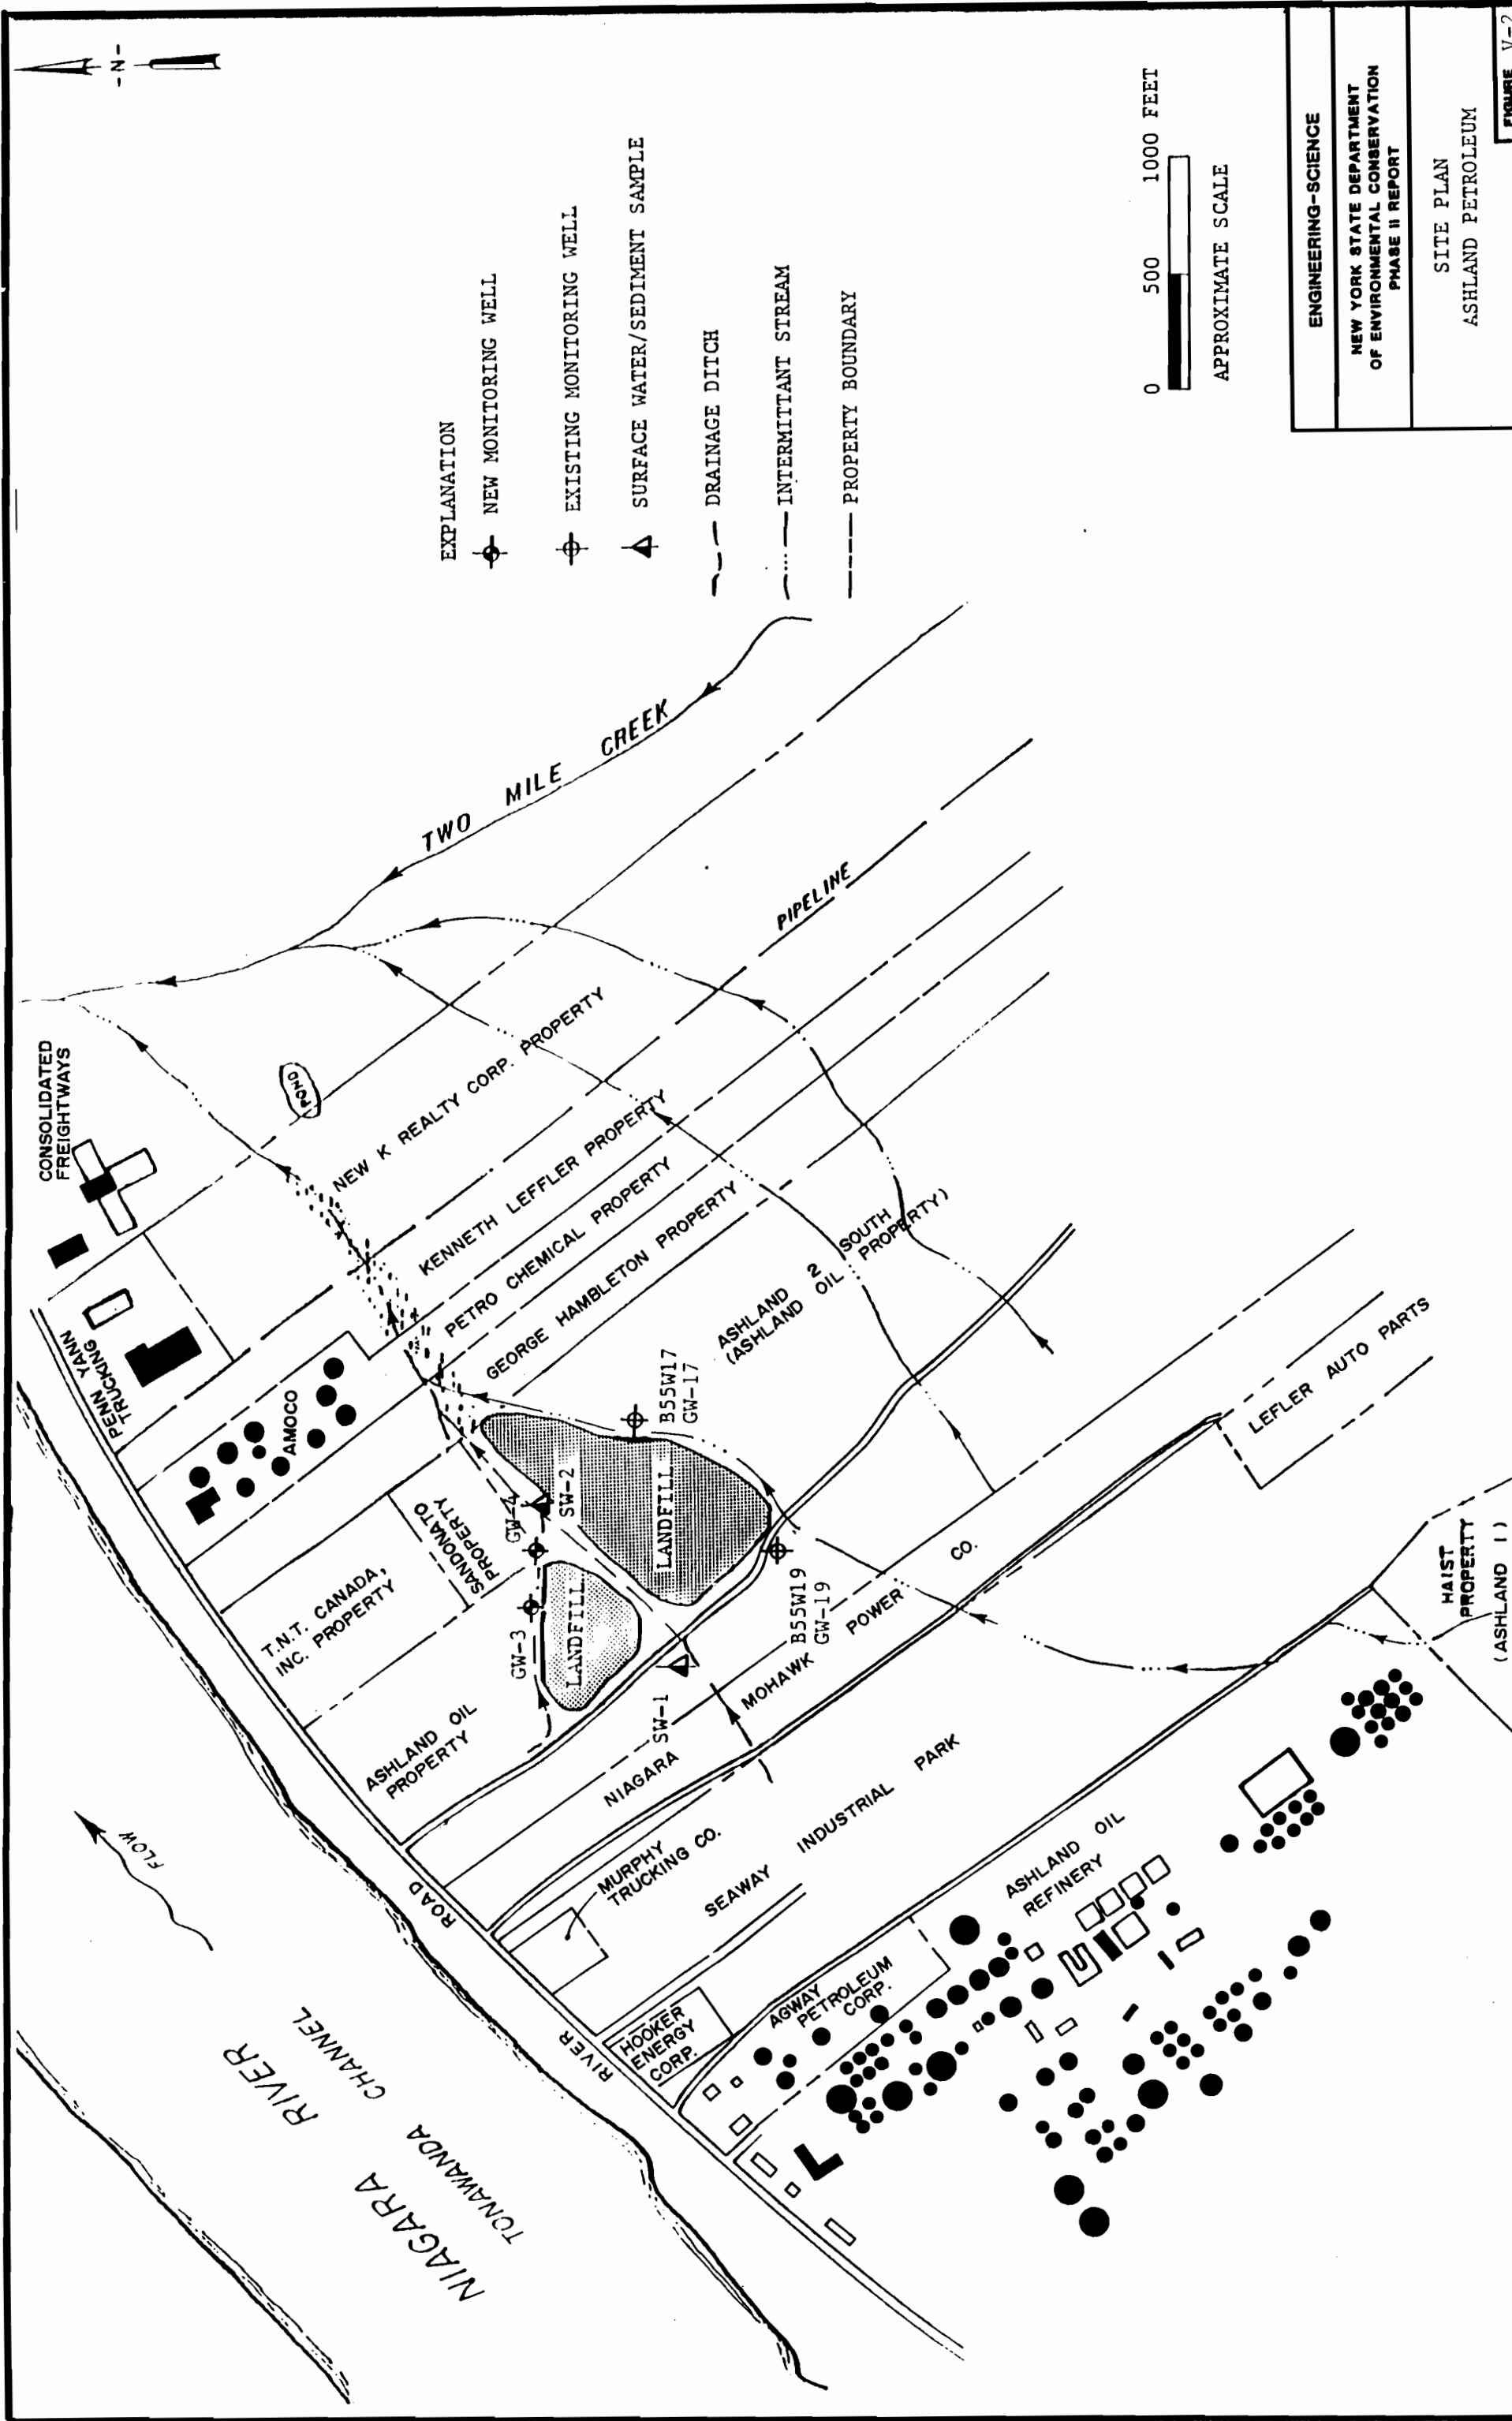 -N-
CONSOLIDATED
FREIGHTWAYS
PENN YANN
TRUCKING
AMOCO
POND
NEW K REALTY CORP. PROPERTY
KENNETH LEFFLER PROPERTY
PETRO CHEMICAL PROPERTY
GEORGE HAMBLETON PROPERTY
PIPELINE
TWO MILE CREEK
ASHLAND 2
(ASHLAND OIL SOUTH
PROPERTY)
T.N.T. CANADA,
INC. PROPERTY
SANDONATO
PROPERTY
GW-4
SW-2
GW-3
LANDFILL
LANDFILL
B55W17
GW-17
B55W19
GW-19
SW-1
ASHLAND OIL
PROPERTY
NIAGARA MOHAWK POWER CO.
LEFLER AUTO PARTS
FLOW
NIAGARA RIVER
TONAWANDA CHANNEL
RIVER ROAD
MURPHY
TRUCKING CO.
SEAWAY INDUSTRIAL PARK
HOOKER
ENERGY
CORP.
AGWAY
PETROLEUM
CORP.
ASHLAND OIL
REFINERY
HAIST
PROPERTY
(ASHLAND 1)
EXPLANATION
NEW MONITORING WELL
EXISTING MONITORING WELL
SURFACE WATER/SEDIMENT SAMPLE
DRAINAGE DITCH
INTERMITTANT STREAM
PROPERTY BOUNDARY
0 500 1000 FEET
APPROXIMATE SCALE
ENGINEERING-SCIENCE
NEW YORK STATE DEPARTMENT
OF ENVIRONMENTAL CONSERVATION
PHASE II REPORT
SITE PLAN
ASHLAND PETROLEUM
FIGURE V-2